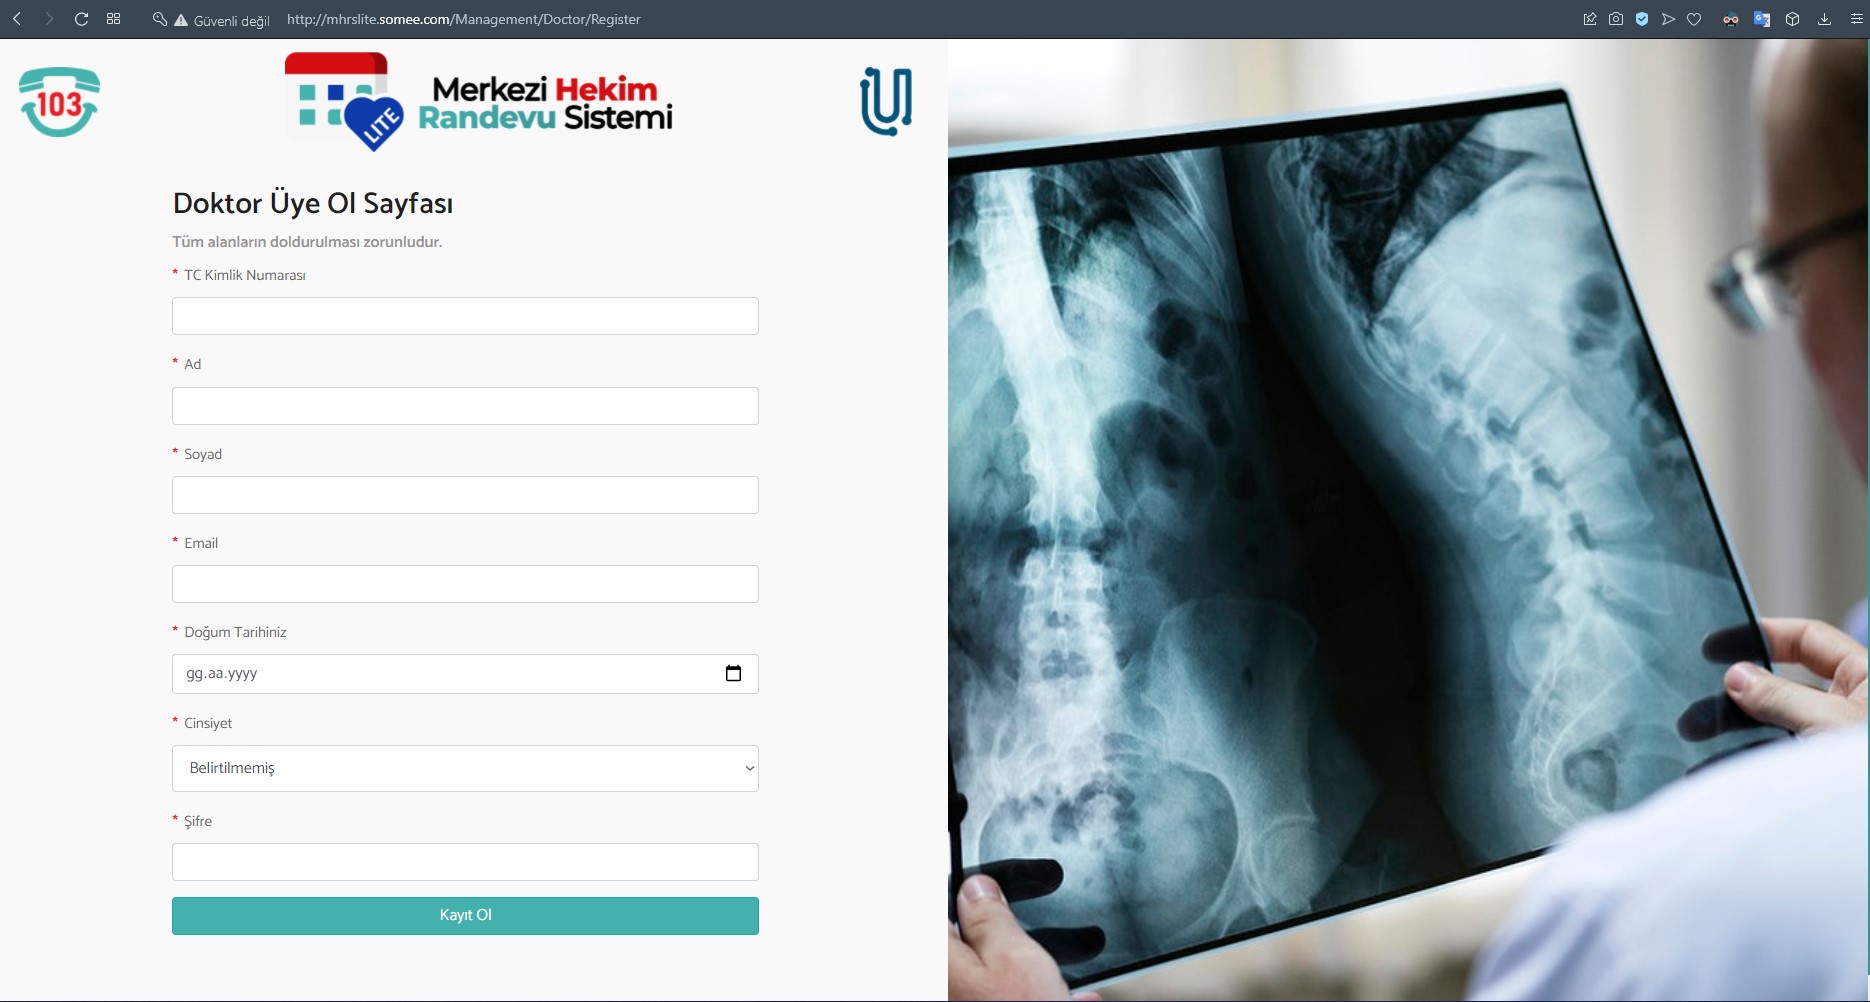 Güvenli değil
http://mhrslite.somee.com/Management/Doctor/Register
103
LITE
Merkezi Hekim
Randevu Sistemi
Doktor Üye Ol Sayfası
Tüm alanların doldurulması zorunludur.
* TC Kimlik Numarası
* Ad
* Soyad
* Email
* Doğum Tarihiniz
gg.aa.yyyy
* Cinsiyet
Belirtilmemiş
* Şifre
Kayıt Ol